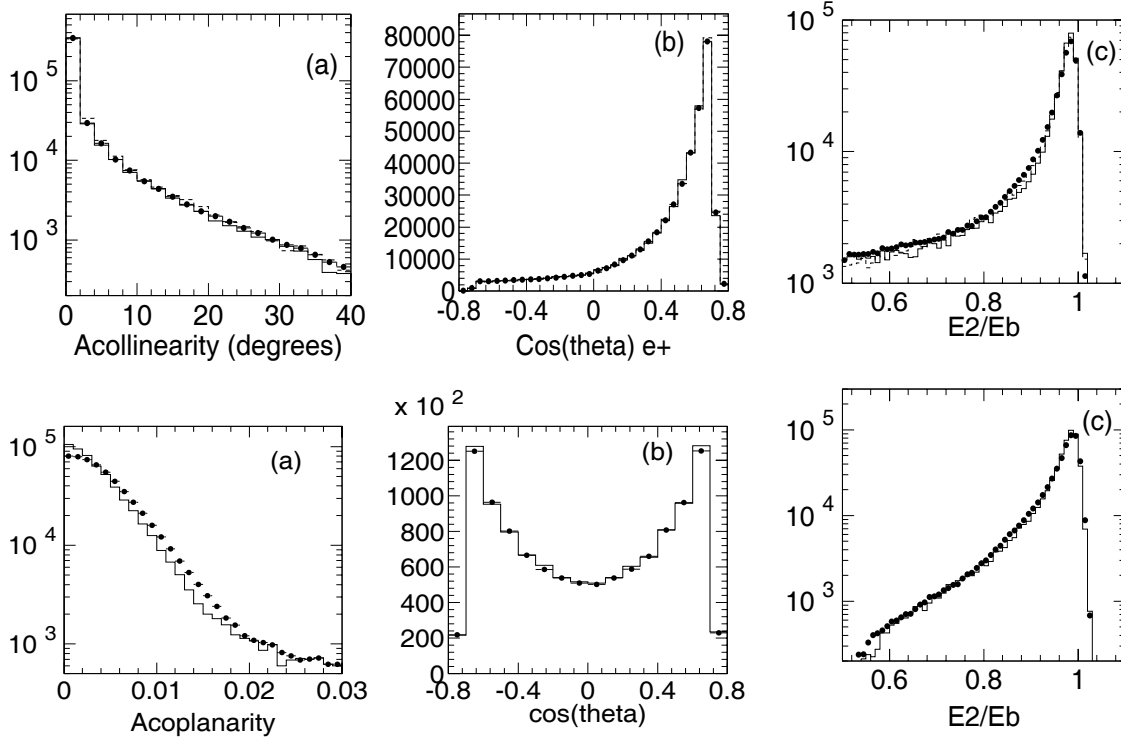 (a)
10^5
10^4
10^3
0 10 20 30 40
Acollinearity (degrees)
(b)
80000
70000
60000
50000
40000
30000
20000
10000
0
-0.8 -0.4 0 0.4 0.8
Cos(theta) e+
(c)
10^5
10^4
10^3
0.6 0.8 1
E2/Eb
(a)
10^5
10^4
10^3
0 0.01 0.02 0.03
Acoplanarity
x 10^2
(b)
1200
1000
800
600
400
200
0
-0.8 -0.4 0 0.4 0.8
cos(theta)
(c)
10^5
10^4
10^3
0.6 0.8 1
E2/Eb